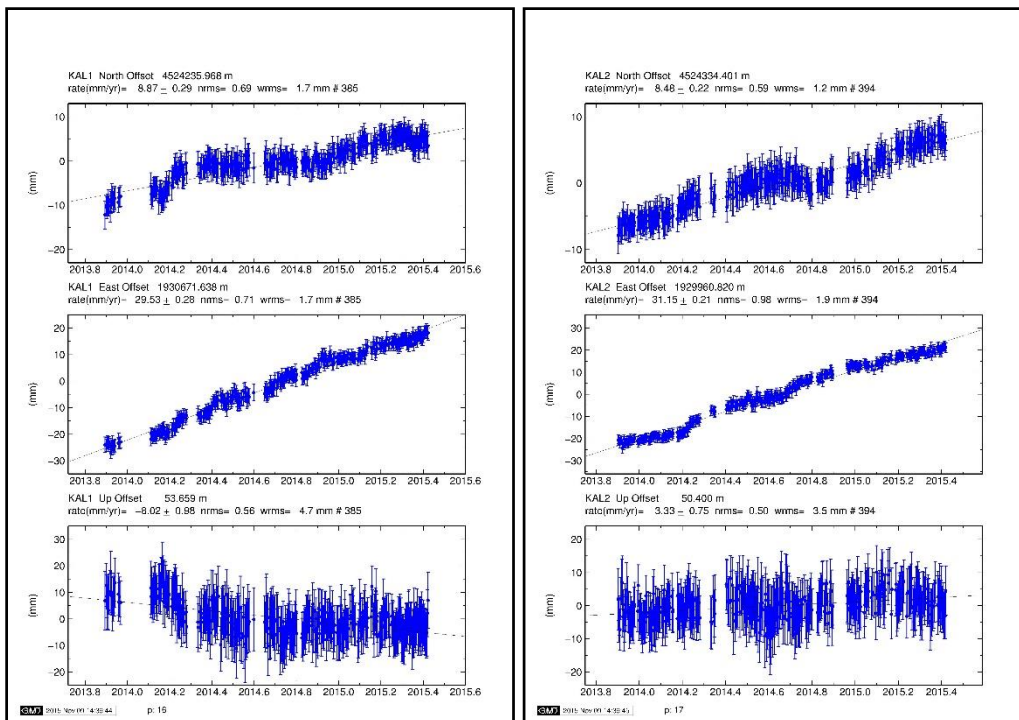 KAL1 North Offset 4524235.968 m
rate(mm/yr)= 8.87 ± 0.29 nrms= 0.69 wrms= 1.7 mm # 385
10
0
−10
−20
(mm)
2013.8 2014.0 2014.2 2014.4 2014.6 2014.8 2015.0 2015.2 2015.4 2015.6
KAL1 East Offset 1930671.638 m
rate(mm/yr)− 29.53 ± 0.28 nrms− 0.71 wrms− 1.7 mm # 385
20
10
0
−10
−20
−30
(mm)
2013.8 2014.0 2014.2 2014.4 2014.6 2014.8 2015.0 2015.2 2015.4 2015.6
KAL1 Up Offset 53.659 m
rate(mm/yr)= −8.02 ± 0.98 nrms= 0.56 wrms= 4.7 mm # 385
30
20
10
0
−10
−20
(mm)
2013.8 2014.0 2014.2 2014.4 2014.6 2014.8 2015.0 2015.2 2015.4 2015.6
GMT 2015 Nov 09 14:39:44 p: 16
KAL2 North Offset 4524334.401 m
rate(mm/yr)= 8.48 ± 0.22 nrms= 0.59 wrms= 1.2 mm # 394
10
0
−10
(mm)
2013.8 2014.0 2014.2 2014.4 2014.6 2014.8 2015.0 2015.2 2015.4
KAL2 East Offset 1929960.820 m
rate(mm/yr)− 31.15 ± 0.21 nrms− 0.98 wrms− 1.9 mm # 394
30
20
10
0
−10
−20
−30
(mm)
2013.8 2014.0 2014.2 2014.4 2014.6 2014.8 2015.0 2015.2 2015.4
KAL2 Up Offset 50.400 m
rate(mm/yr)= 3.33 ± 0.75 nrms= 0.50 wrms= 3.5 mm # 394
20
10
0
−10
−20
(mm)
2013.8 2014.0 2014.2 2014.4 2014.6 2014.8 2015.0 2015.2 2015.4
GMT 2015 Nov 09 14:39:45 p: 17